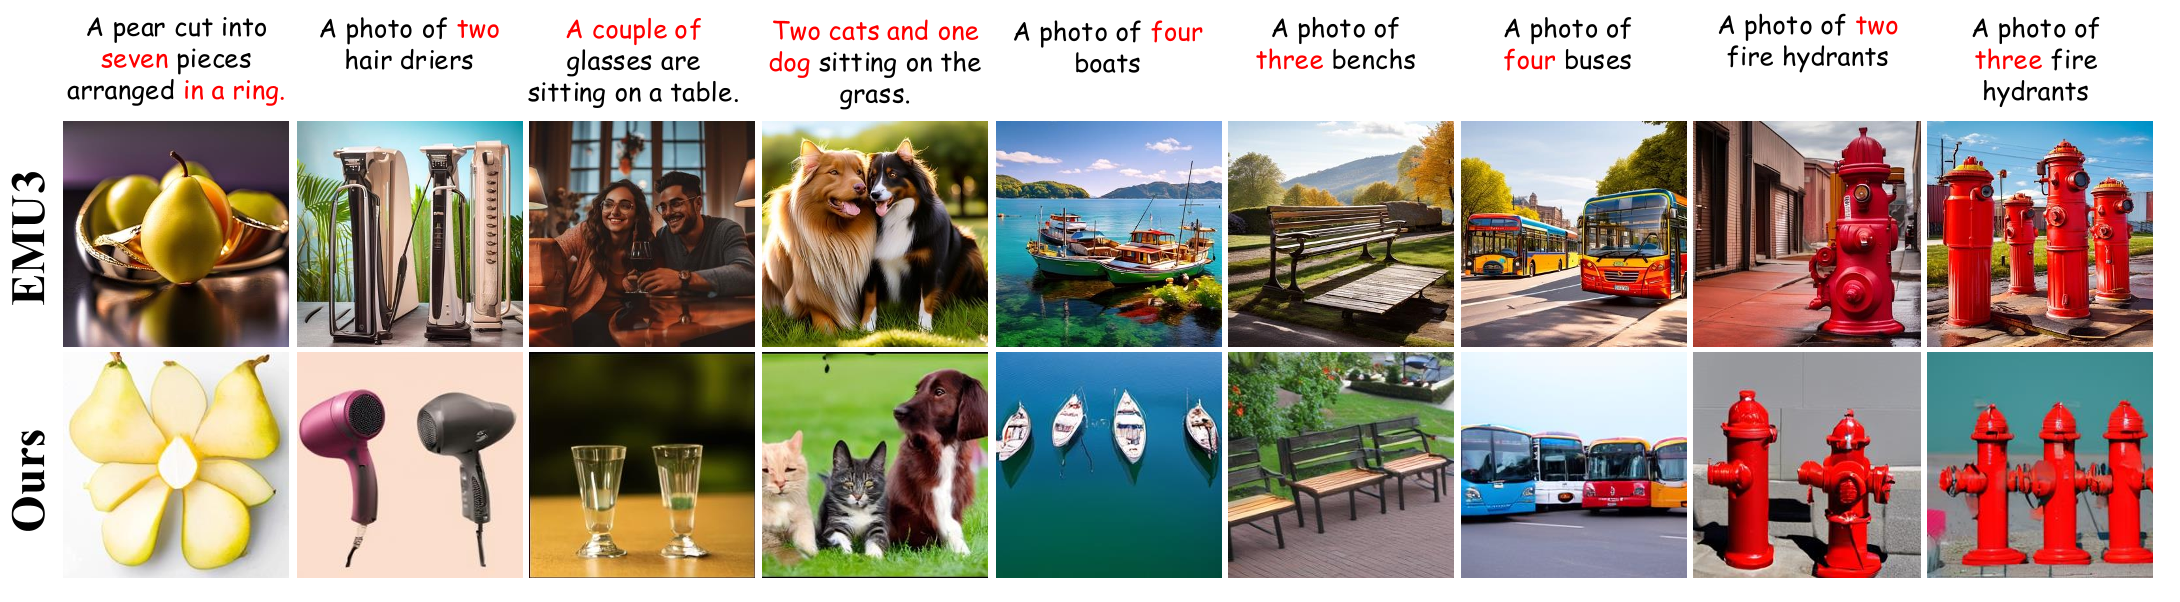 A pear cut into
seven pieces
arranged in a ring.
A photo of two
hair driers
A couple of
glasses are
sitting on a table.
Two cats and one
dog sitting on the
grass.
A photo of four
boats
A photo of
three benchs
A photo of
four buses
A photo of two
fire hydrants
A photo of
three fire
hydrants
EMU3
Ours